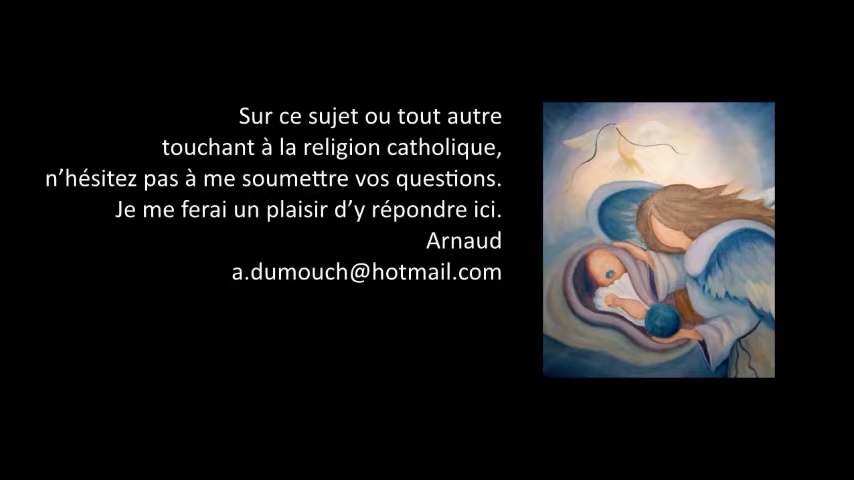 Sur ce sujet ou tout autre
touchant à la religion catholique,
n’hésitez pas à me soumettre vos questions.
Je me ferai un plaisir d’y répondre ici.
Arnaud
a.dumouch@hotmail.com